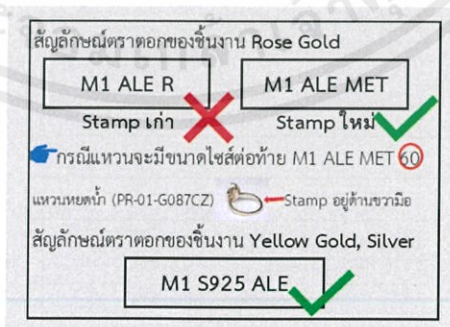 สัญลักษณ์ตราตอกของชิ้นงาน Rose Gold
M1 ALE R M1 ALE MET
Stamp เก่า Stamp ใหม่
กรณีแหวนจะมีขนาดไซส์ต่อท้าย M1 ALE MET 60
แหวนหยดน้ำ (PR-01-G087CZ) Stamp อยู่ด้านขวามือ
สัญลักษณ์ตราตอกของชิ้นงาน Yellow Gold, Silver
M1 S925 ALE